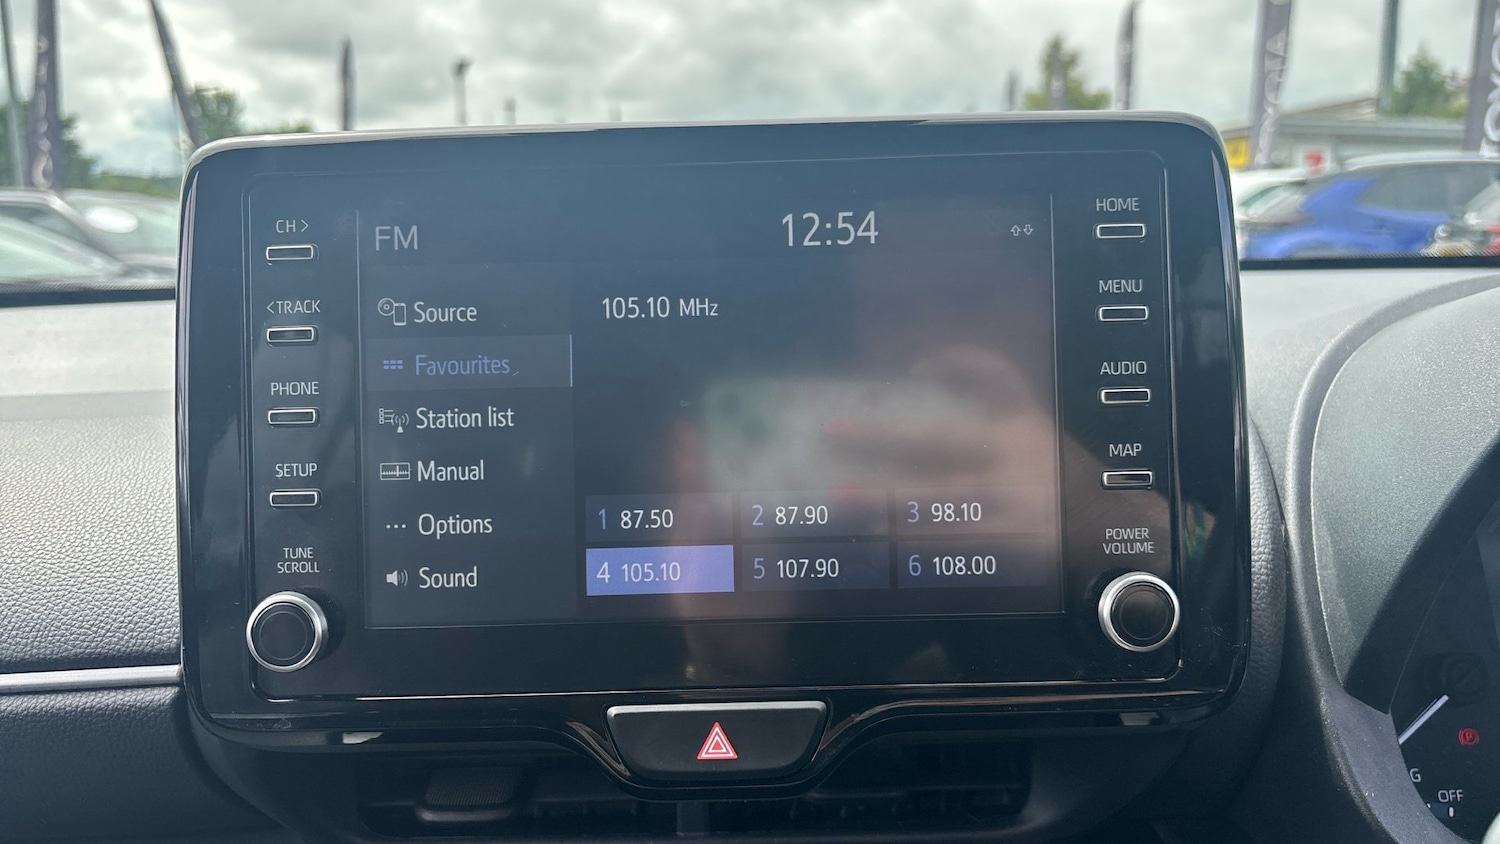 CH >
<TRACK
PHONE
SETUP
TUNE
SCROLL
FM
12:54
Source
Favourites
Station list
Manual
Options
Sound
105.10 MHz
1 87.50
2 87.90
3 98.10
4 105.10
5 107.90
6 108.00
HOME
MENU
AUDIO
MAP
POWER
VOLUME
P
G
OFF